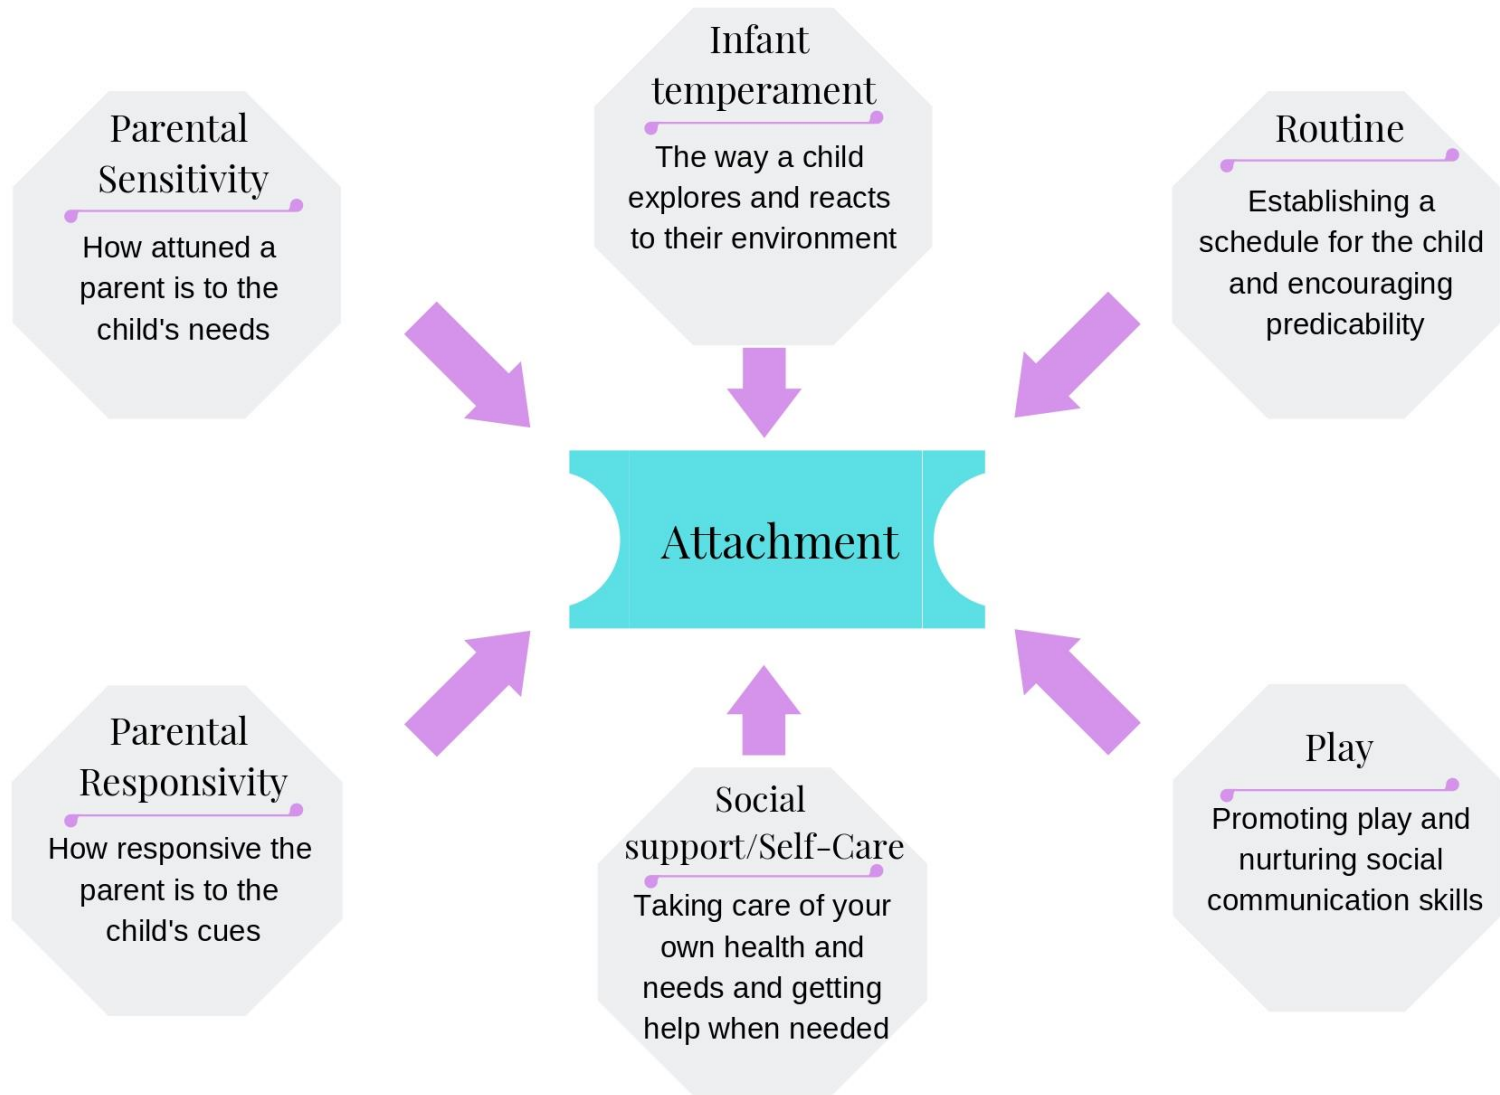 Infant
temperament
The way a child
explores and reacts
to their environment
Parental
Sensitivity
How attuned a
parent is to the
child's needs
Routine
Establishing a
schedule for the child
and encouraging
predicability
Attachment
Parental
Responsivity
How responsive the
parent is to the
child's cues
Social
support/Self-Care
Taking care of your
own health and
needs and getting
help when needed
Play
Promoting play and
nurturing social
communication skills